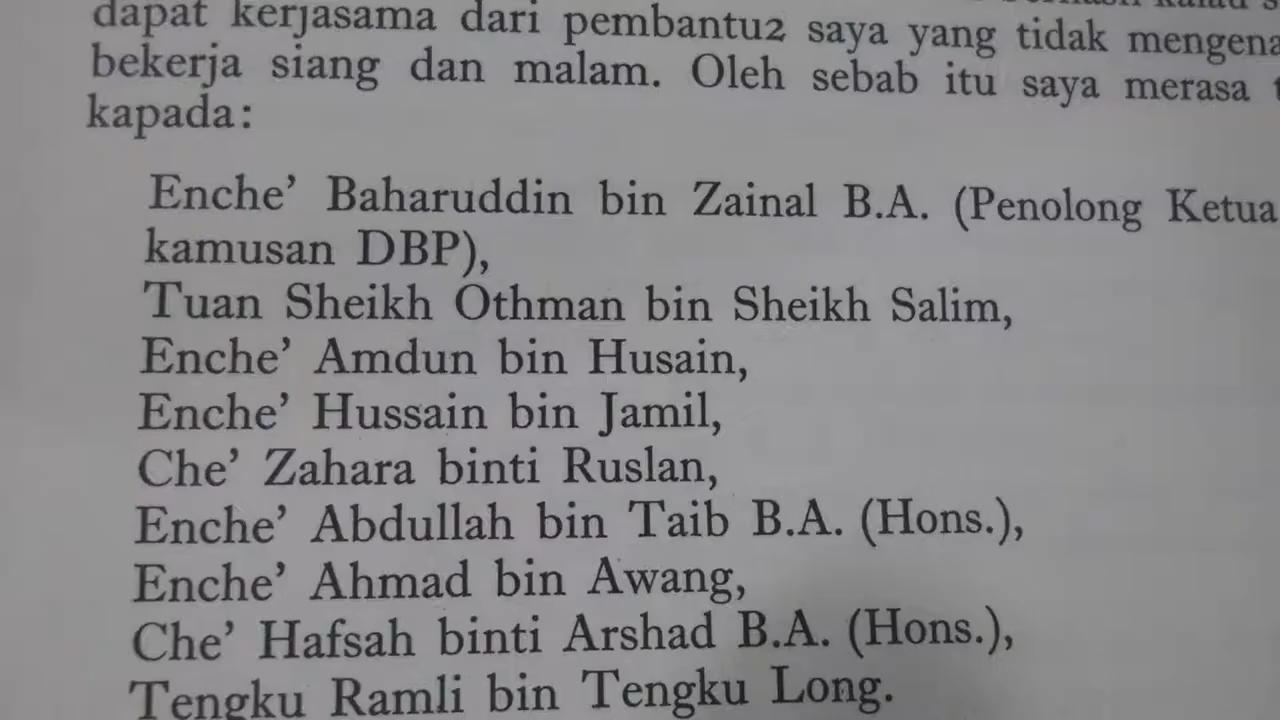 dapat kerjasama dari pembantu2 saya yang tidak
bekerja siang dan malam. Oleh sebab itu saya merasa
kapada:
Enche’ Baharuddin bin Zainal B.A. (Penolong Ketua
kamusan DBP),
Tuan Sheikh Othman bin Sheikh Salim,
Enche’ Amdun bin Husain,
Enche’ Hussain bin Jamil,
Che’ Zahara binti Ruslan,
Enche’ Abdullah bin Taib B.A. (Hons.),
Enche’ Ahmad bin Awang,
Che’ Hafsah binti Arshad B.A. (Hons.),
Tengku Ramli bin Tengku Long.